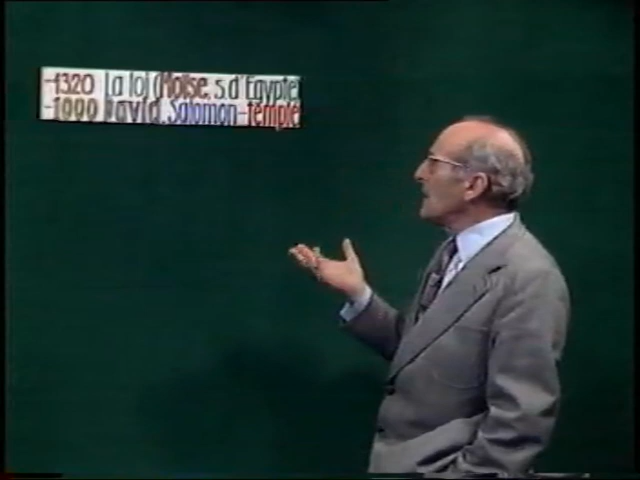 -1320 La loi (Moïse, s.d'Egypte)
-1000 David, Salomon-temple